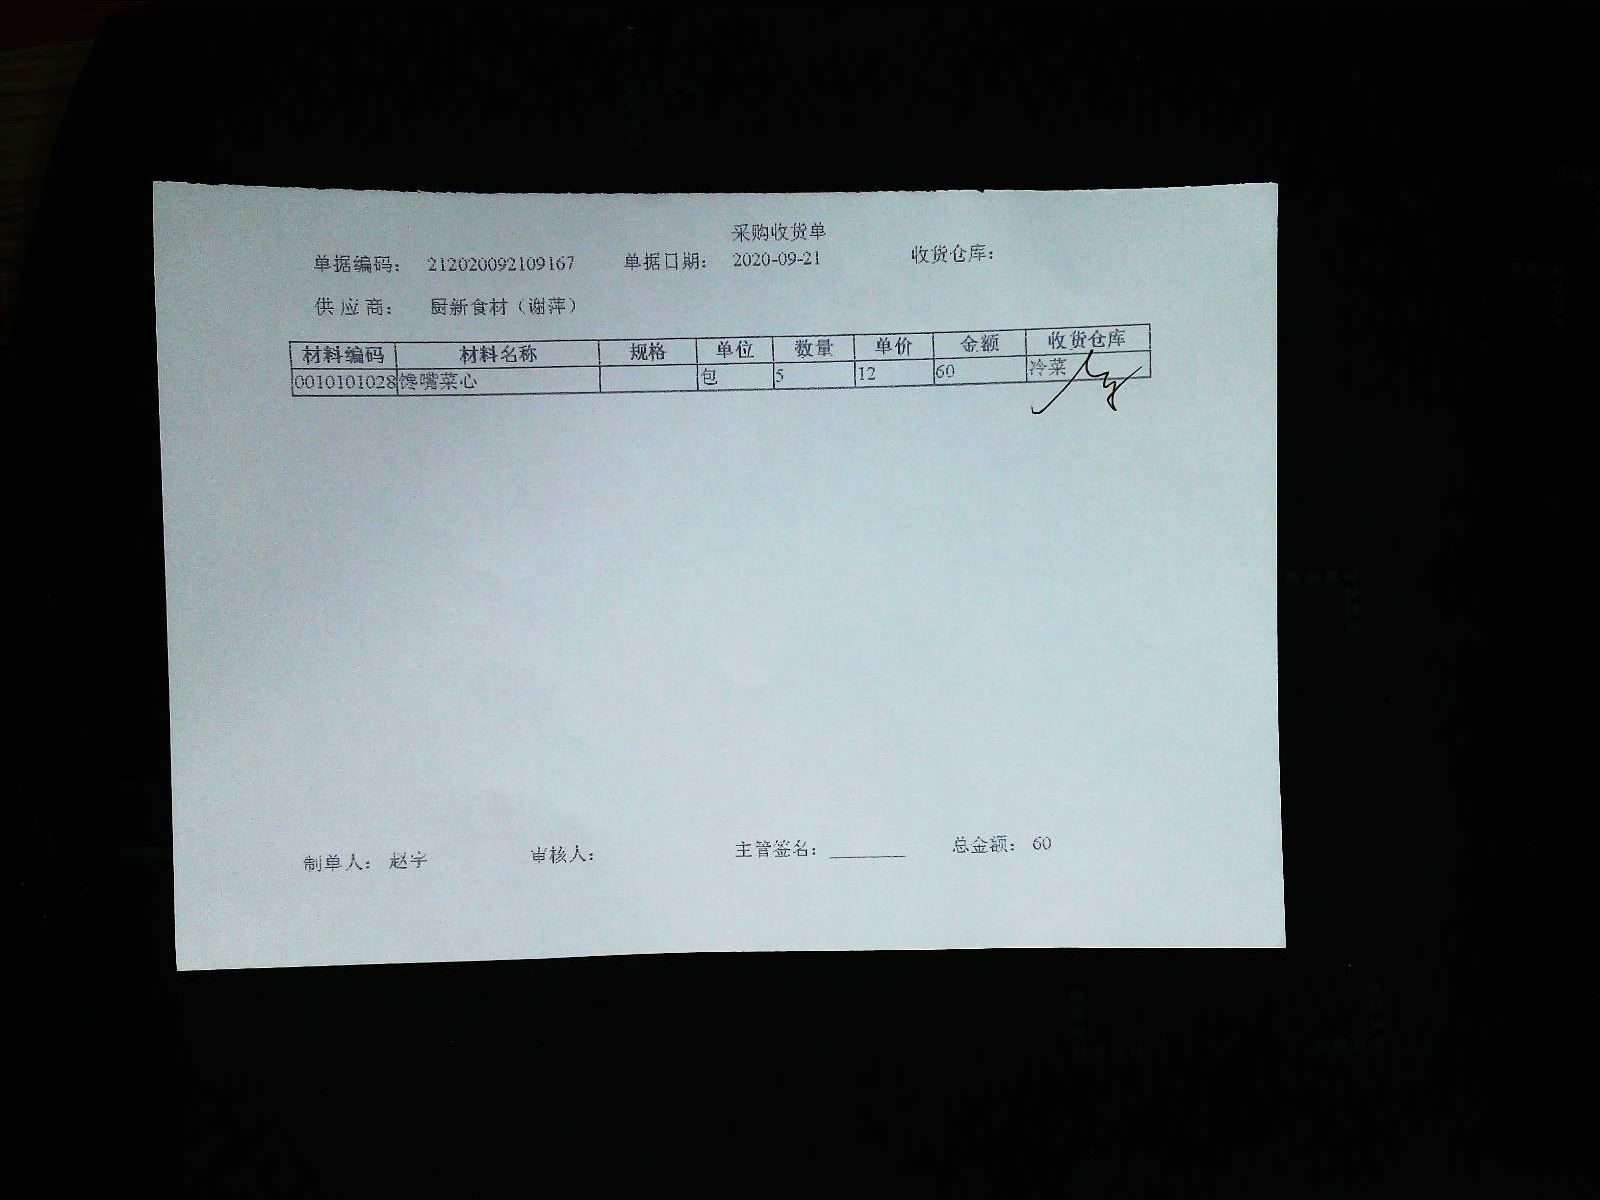 采购收货单
单据编码： 212020092109167 单据日期： 2020-09-21 收货仓库：
供 应 商： 厨新食材（谢萍）
材料编码 材料名称 规格 单位 数量 单价 金额 收货仓库
0010101028 馋嘴菜心 包 5 12 60 冷菜
制单人： 赵宇 审核人： 主管签名： ________ 总金额： 60